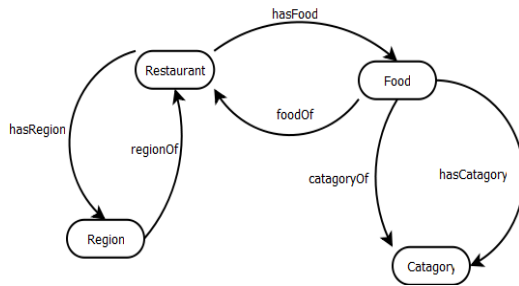 hasFood
Restaurant
Food
foodOf
hasRegion
regionOf
catagoryOf
hasCatagory
Region
Catagory